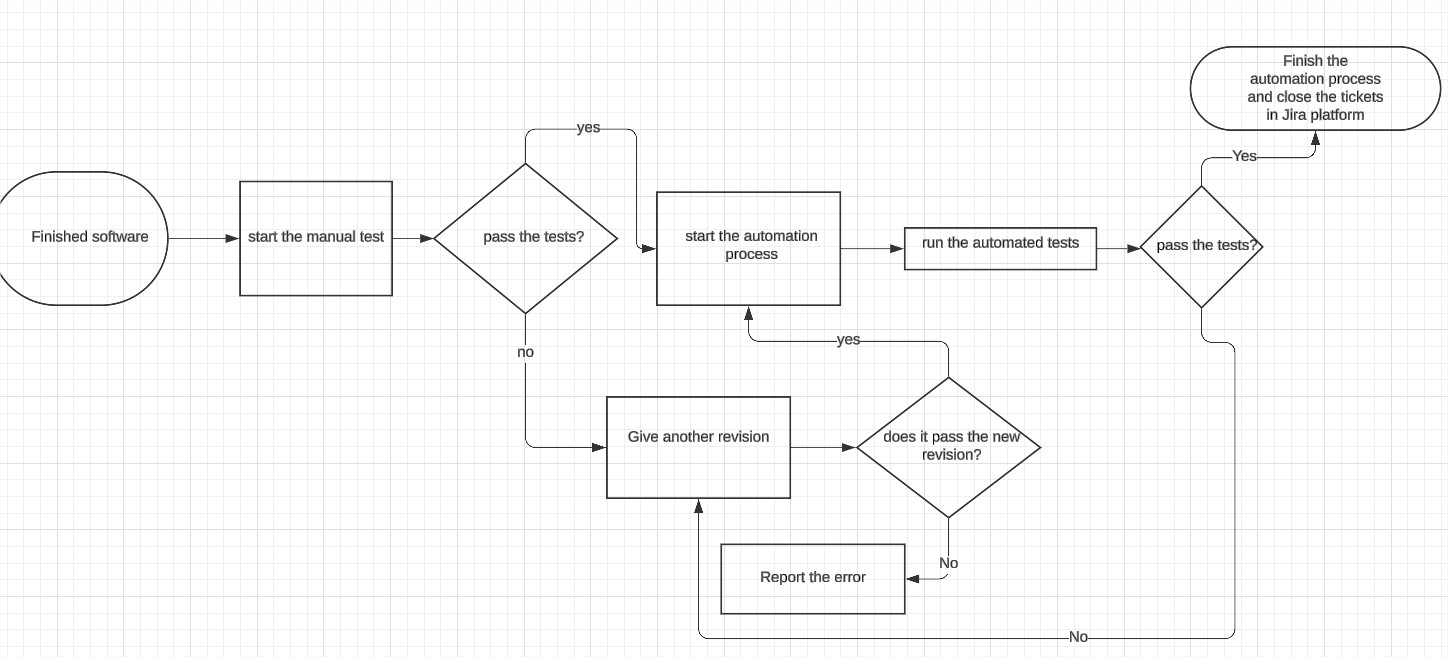 Finish the
automation process
and close the tickets
in Jira platform
yes
Yes
Finished software
start the manual test
pass the tests?
start the automation
process
run the automated tests
pass the tests?
no
yes
Give another revision
does it pass the new
revision?
No
Report the error
No